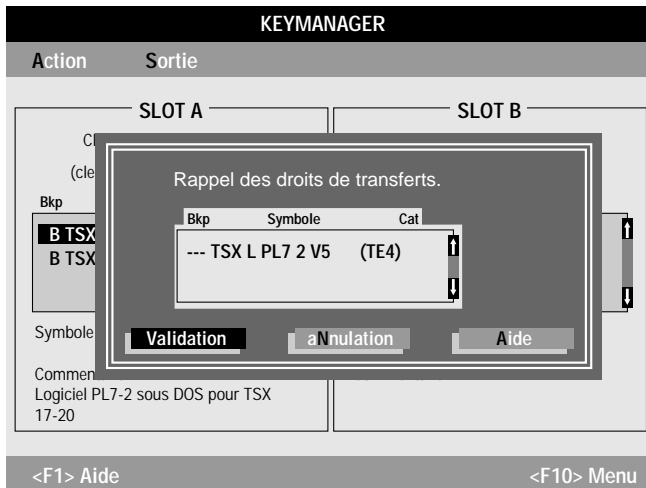 KEYMANAGER
Action Sortie
SLOT A SLOT B
(cle
Bkp
B TSX
B TSX
Rappel des droits de transferts.
Bkp Symbole Cat
--- TSX L PL7 2 V5 (TE4)
Validation aNnulation Aide
Symbole
Logiciel PL7-2 sous DOS pour TSX
17-20
<F1> Aide <F10> Menu